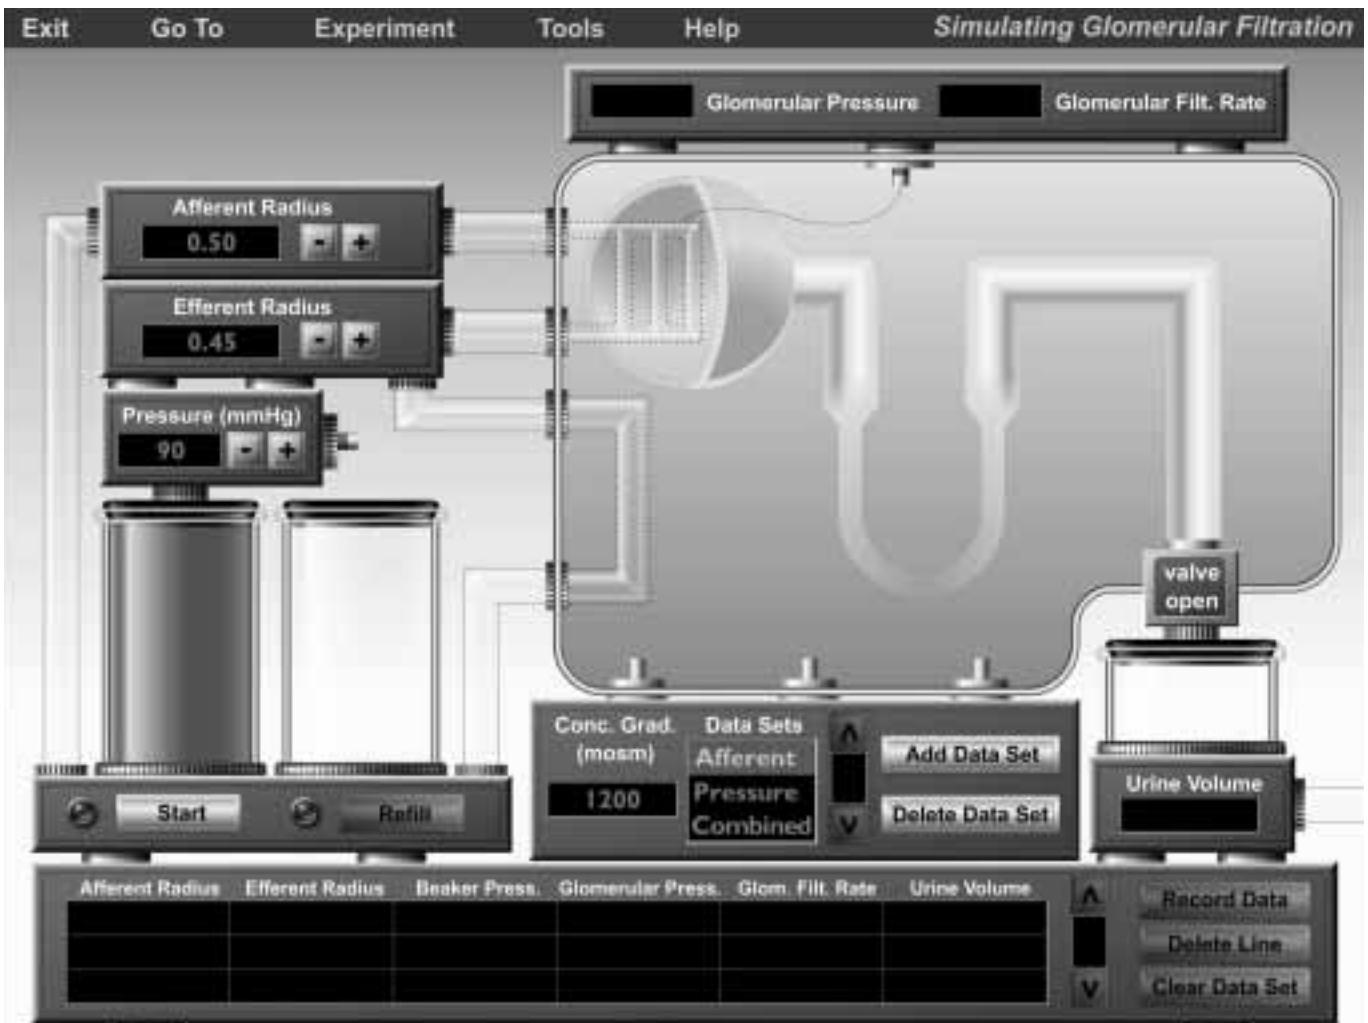 Exit Go To Experiment Tools Help Simulating Glomerular Filtration
Glomerular Pressure Glomerular Filt. Rate
Afferent Radius
0.50 - +
Efferent Radius
0.45 - +
Pressure (mmHg)
90 - +
valve
open
Conc. Grad.
(mosm)
1200
Data Sets
Afferent
Pressure
Combined
Λ
V
Add Data Set
Delete Data Set
Urine Volume
Start Refill
Afferent Radius Efferent Radius Beaker Press. Glomerular Press. Glom. Filt. Rate Urine Volume
Λ
V
Record Data
Delete Line
Clear Data Set